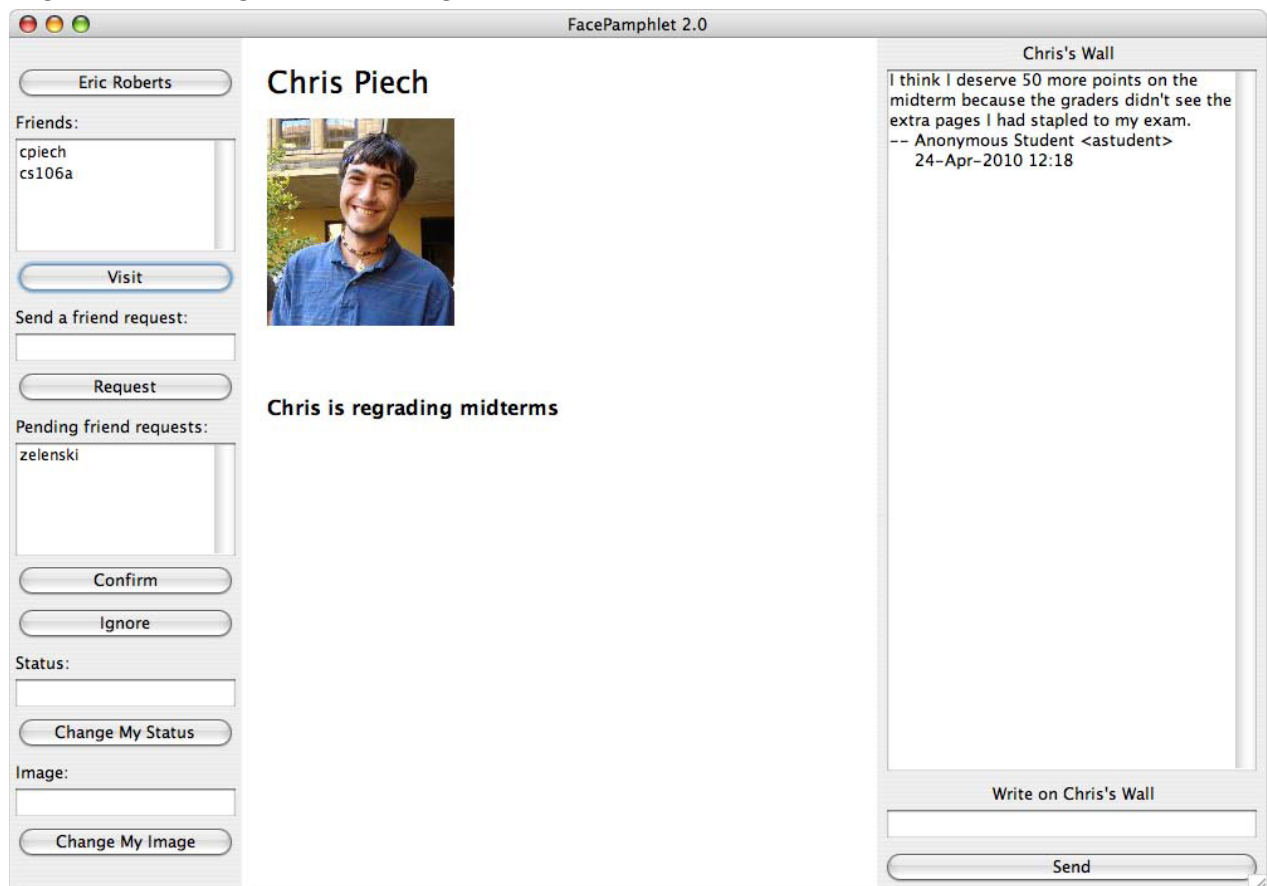 FacePamphlet 2.0
Eric Roberts
Friends:
cpiech
cs106a
Visit
Send a friend request:
Request
Pending friend requests:
zelenski
Confirm
Ignore
Status:
Change My Status
Image:
Change My Image
Chris Piech
Chris is regrading midterms
Chris's Wall
I think I deserve 50 more points on the
midterm because the graders didn't see the
extra pages I had stapled to my exam.
-- Anonymous Student <astudent>
24-Apr-2010 12:18
Write on Chris's Wall
Send